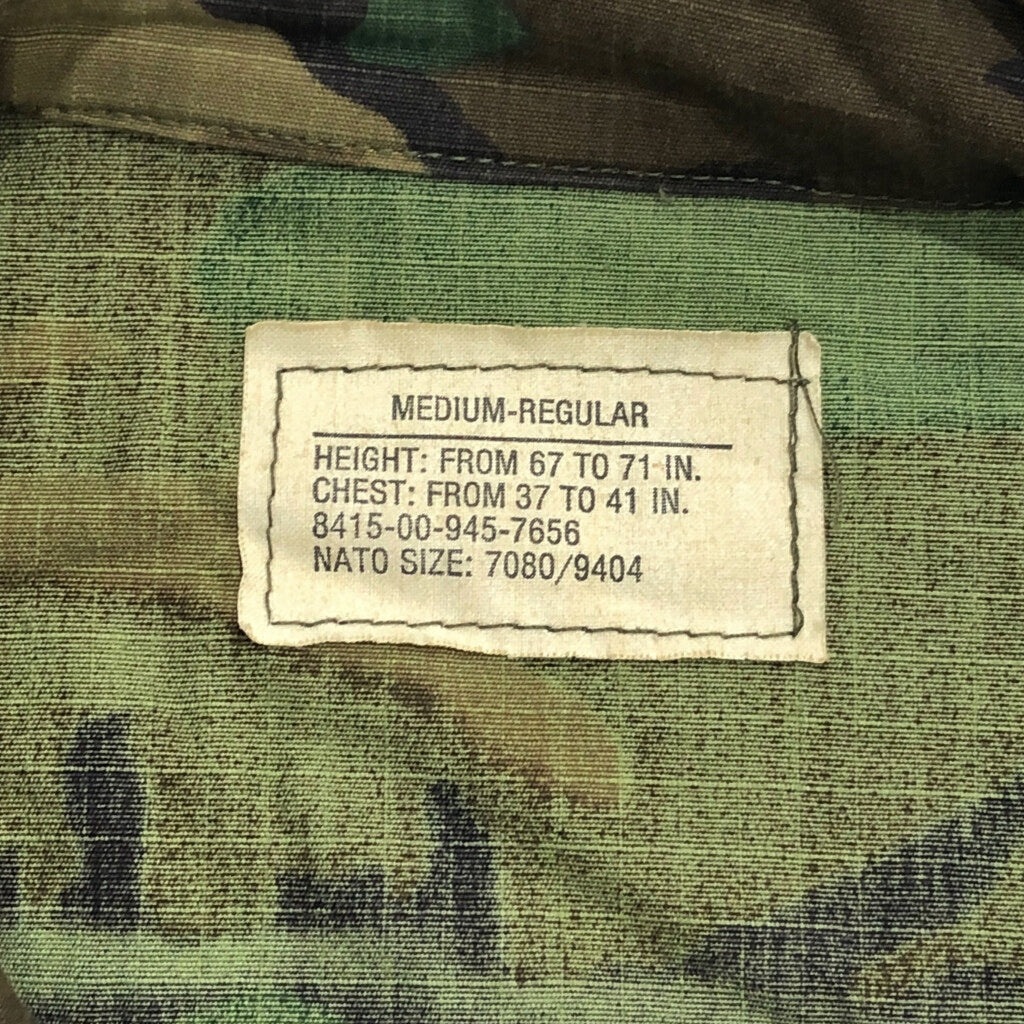 MEDIUM-REGULAR
HEIGHT: FROM 67 TO 71 IN.
CHEST: FROM 37 TO 41 IN.
8415-00-945-7656
NATO SIZE: 7080/9404